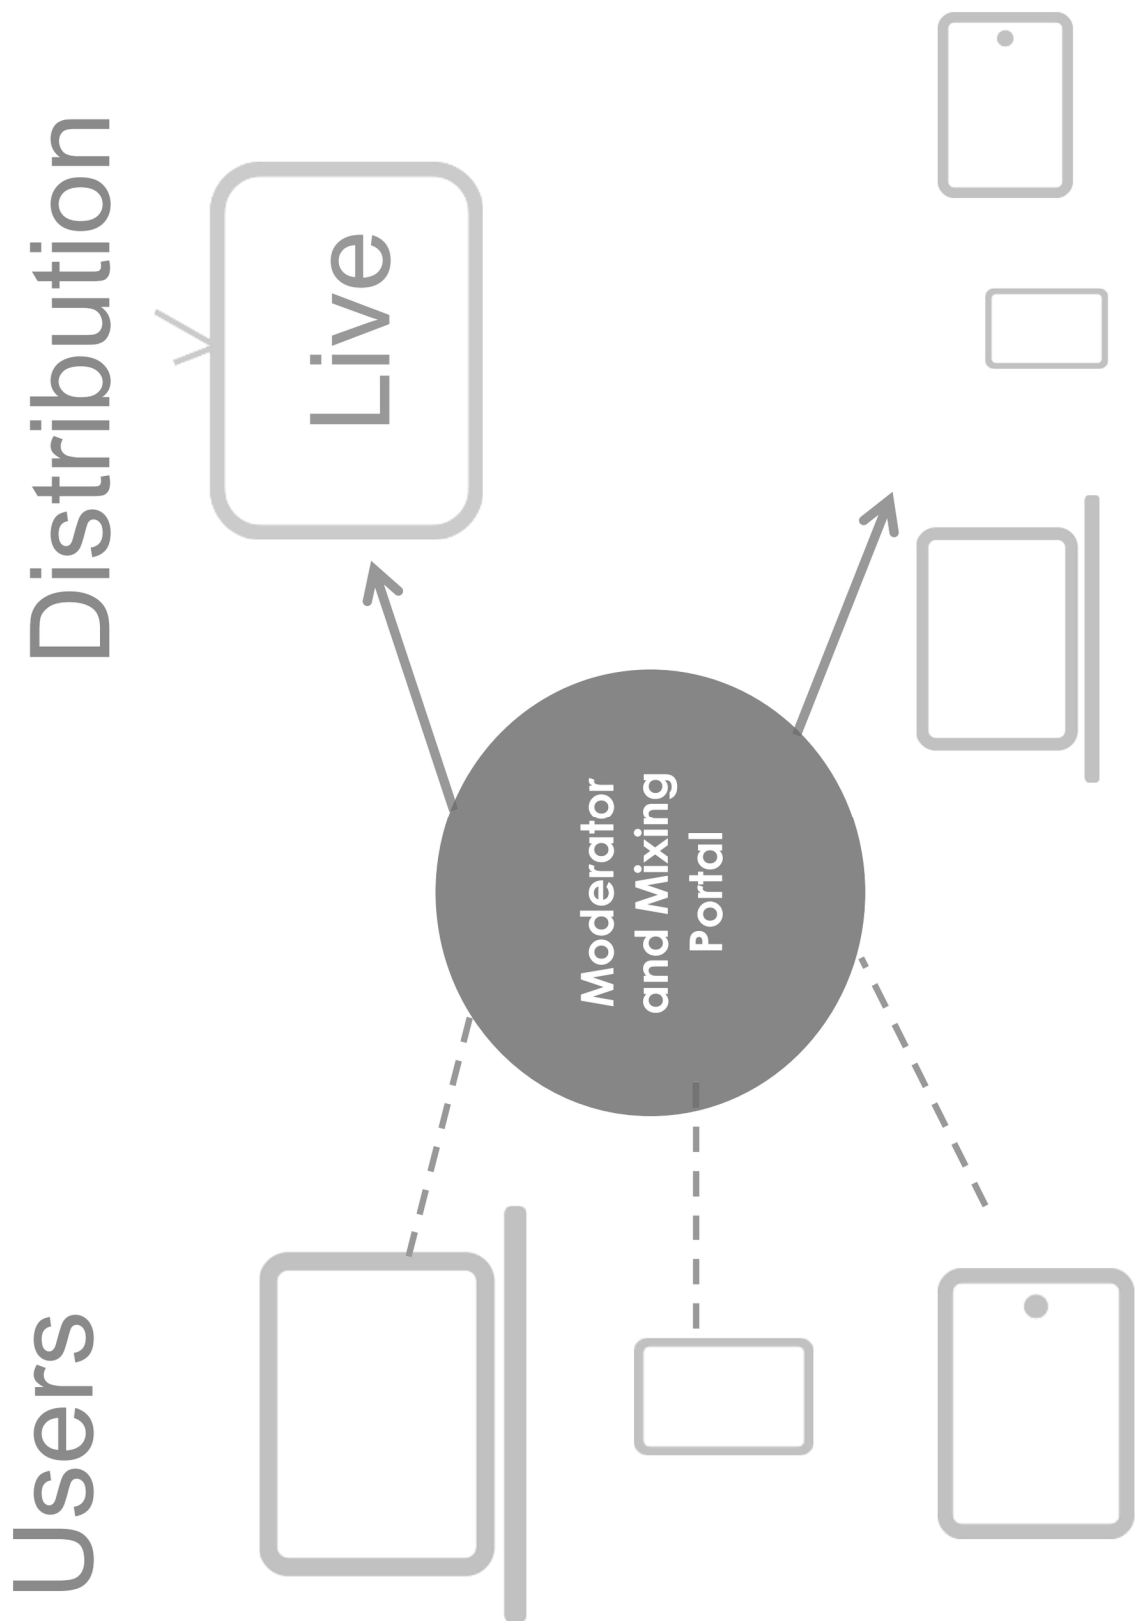 Users
Distribution
Live
Moderator
and Mixing
Portal